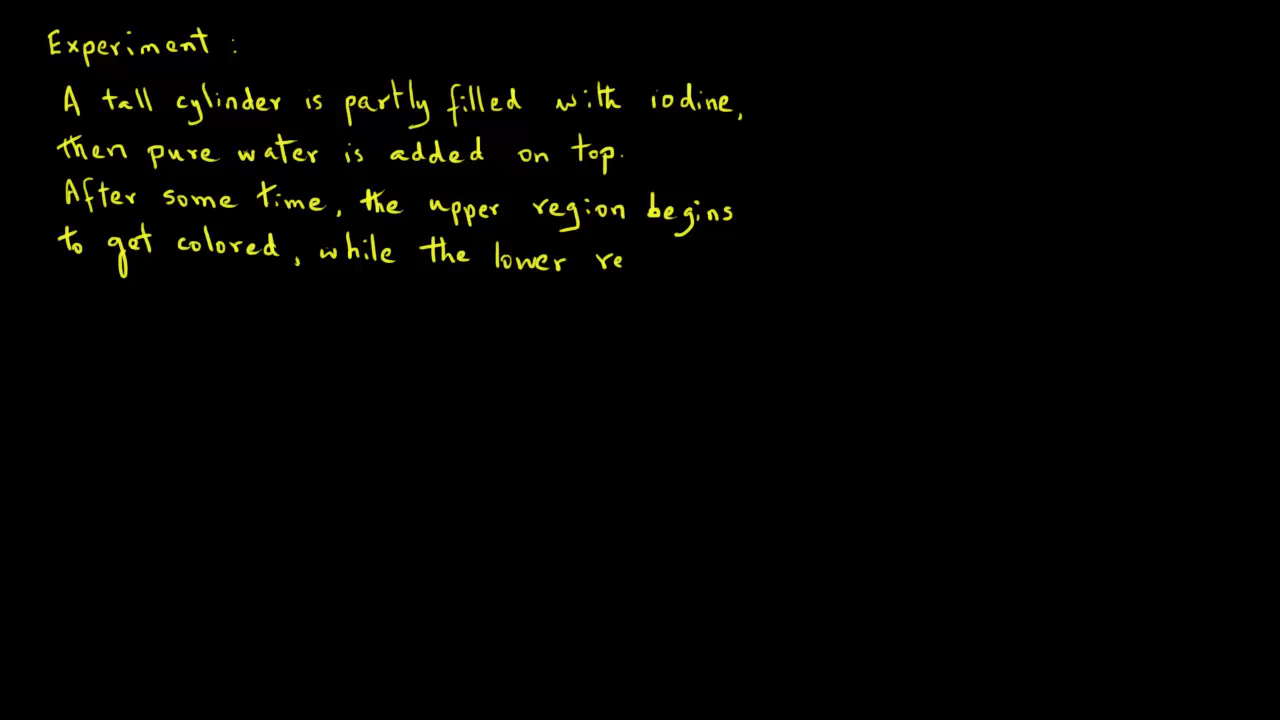 Experiment :
A tall cylinder is partly filled with iodine,
then pure water is added on top.
After some time, the upper region begins
to get colored, while the lower re